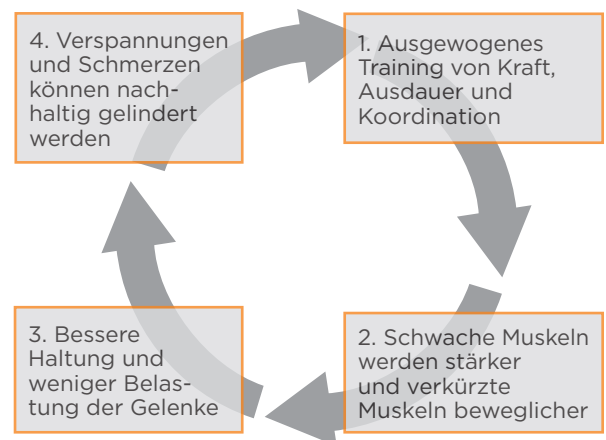 1. Ausgewogenes
Training von Kraft,
Ausdauer und
Koordination
2. Schwache Muskeln
werden stärker
und verkürzte
Muskeln beweglicher
3. Bessere
Haltung und
weniger Belas-
tung der Gelenke
4. Verspannungen
und Schmerzen
können nach-
haltig gelindert
werden